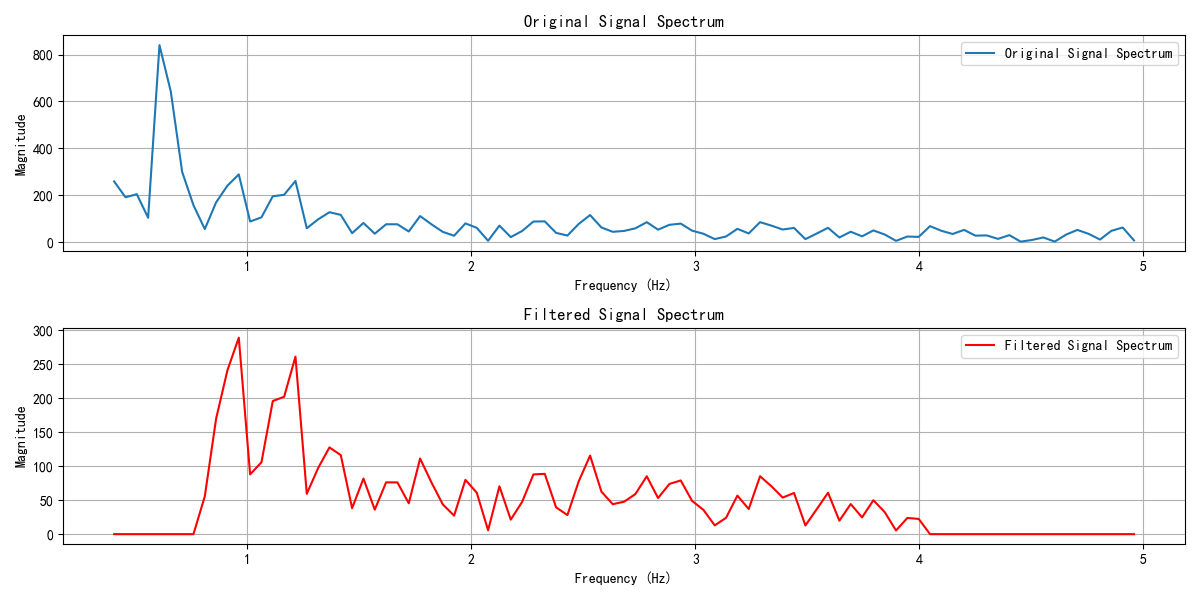 Original Signal Spectrum
Original Signal Spectrum
800
600
400
200
0
Magnitude
1 2 3 4 5
Frequency (Hz)
Filtered Signal Spectrum
Filtered Signal Spectrum
300
250
200
150
100
50
0
Magnitude
1 2 3 4 5
Frequency (Hz)